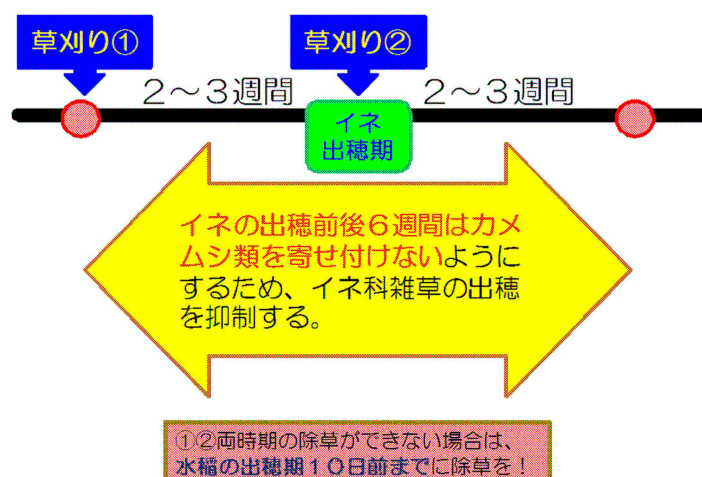 草刈り①
草刈り②
2～3週間
2～3週間
イネ
出穂期
イネの出穂前後6週間はカメ
ムシ類を寄せ付けないように
するため、イネ科雑草の出穂
を抑制する。
①②両時期の除草ができない場合は、
水稲の出穂期10日前までに除草を！